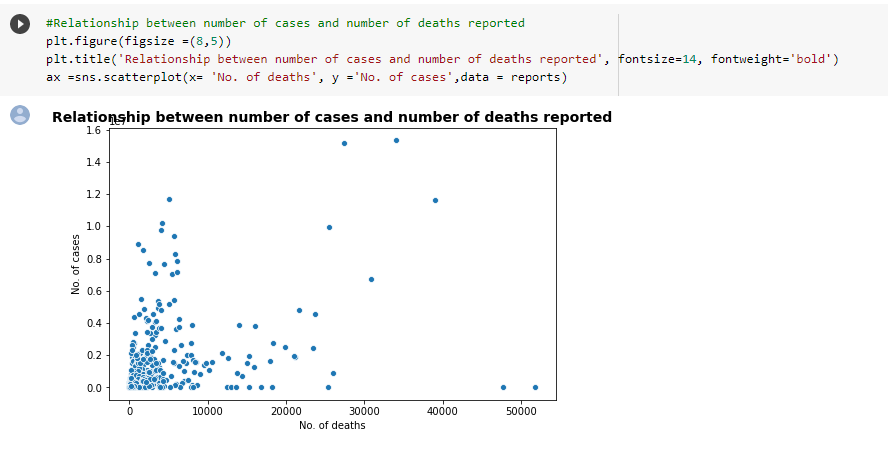 #Relationship between number of cases and number of deaths reported
plt.figure(figsize =(8,5))
plt.title('Relationship between number of cases and number of deaths reported', fontsize=14, fontweight='bold')
ax =sns.scatterplot(x= 'No. of deaths', y ='No. of cases',data = reports)
Relationship between number of cases and number of deaths reported
1e7
1.6
1.4
1.2
1.0
0.8
0.6
0.4
0.2
0.0
No. of cases
0 10000 20000 30000 40000 50000
No. of deaths